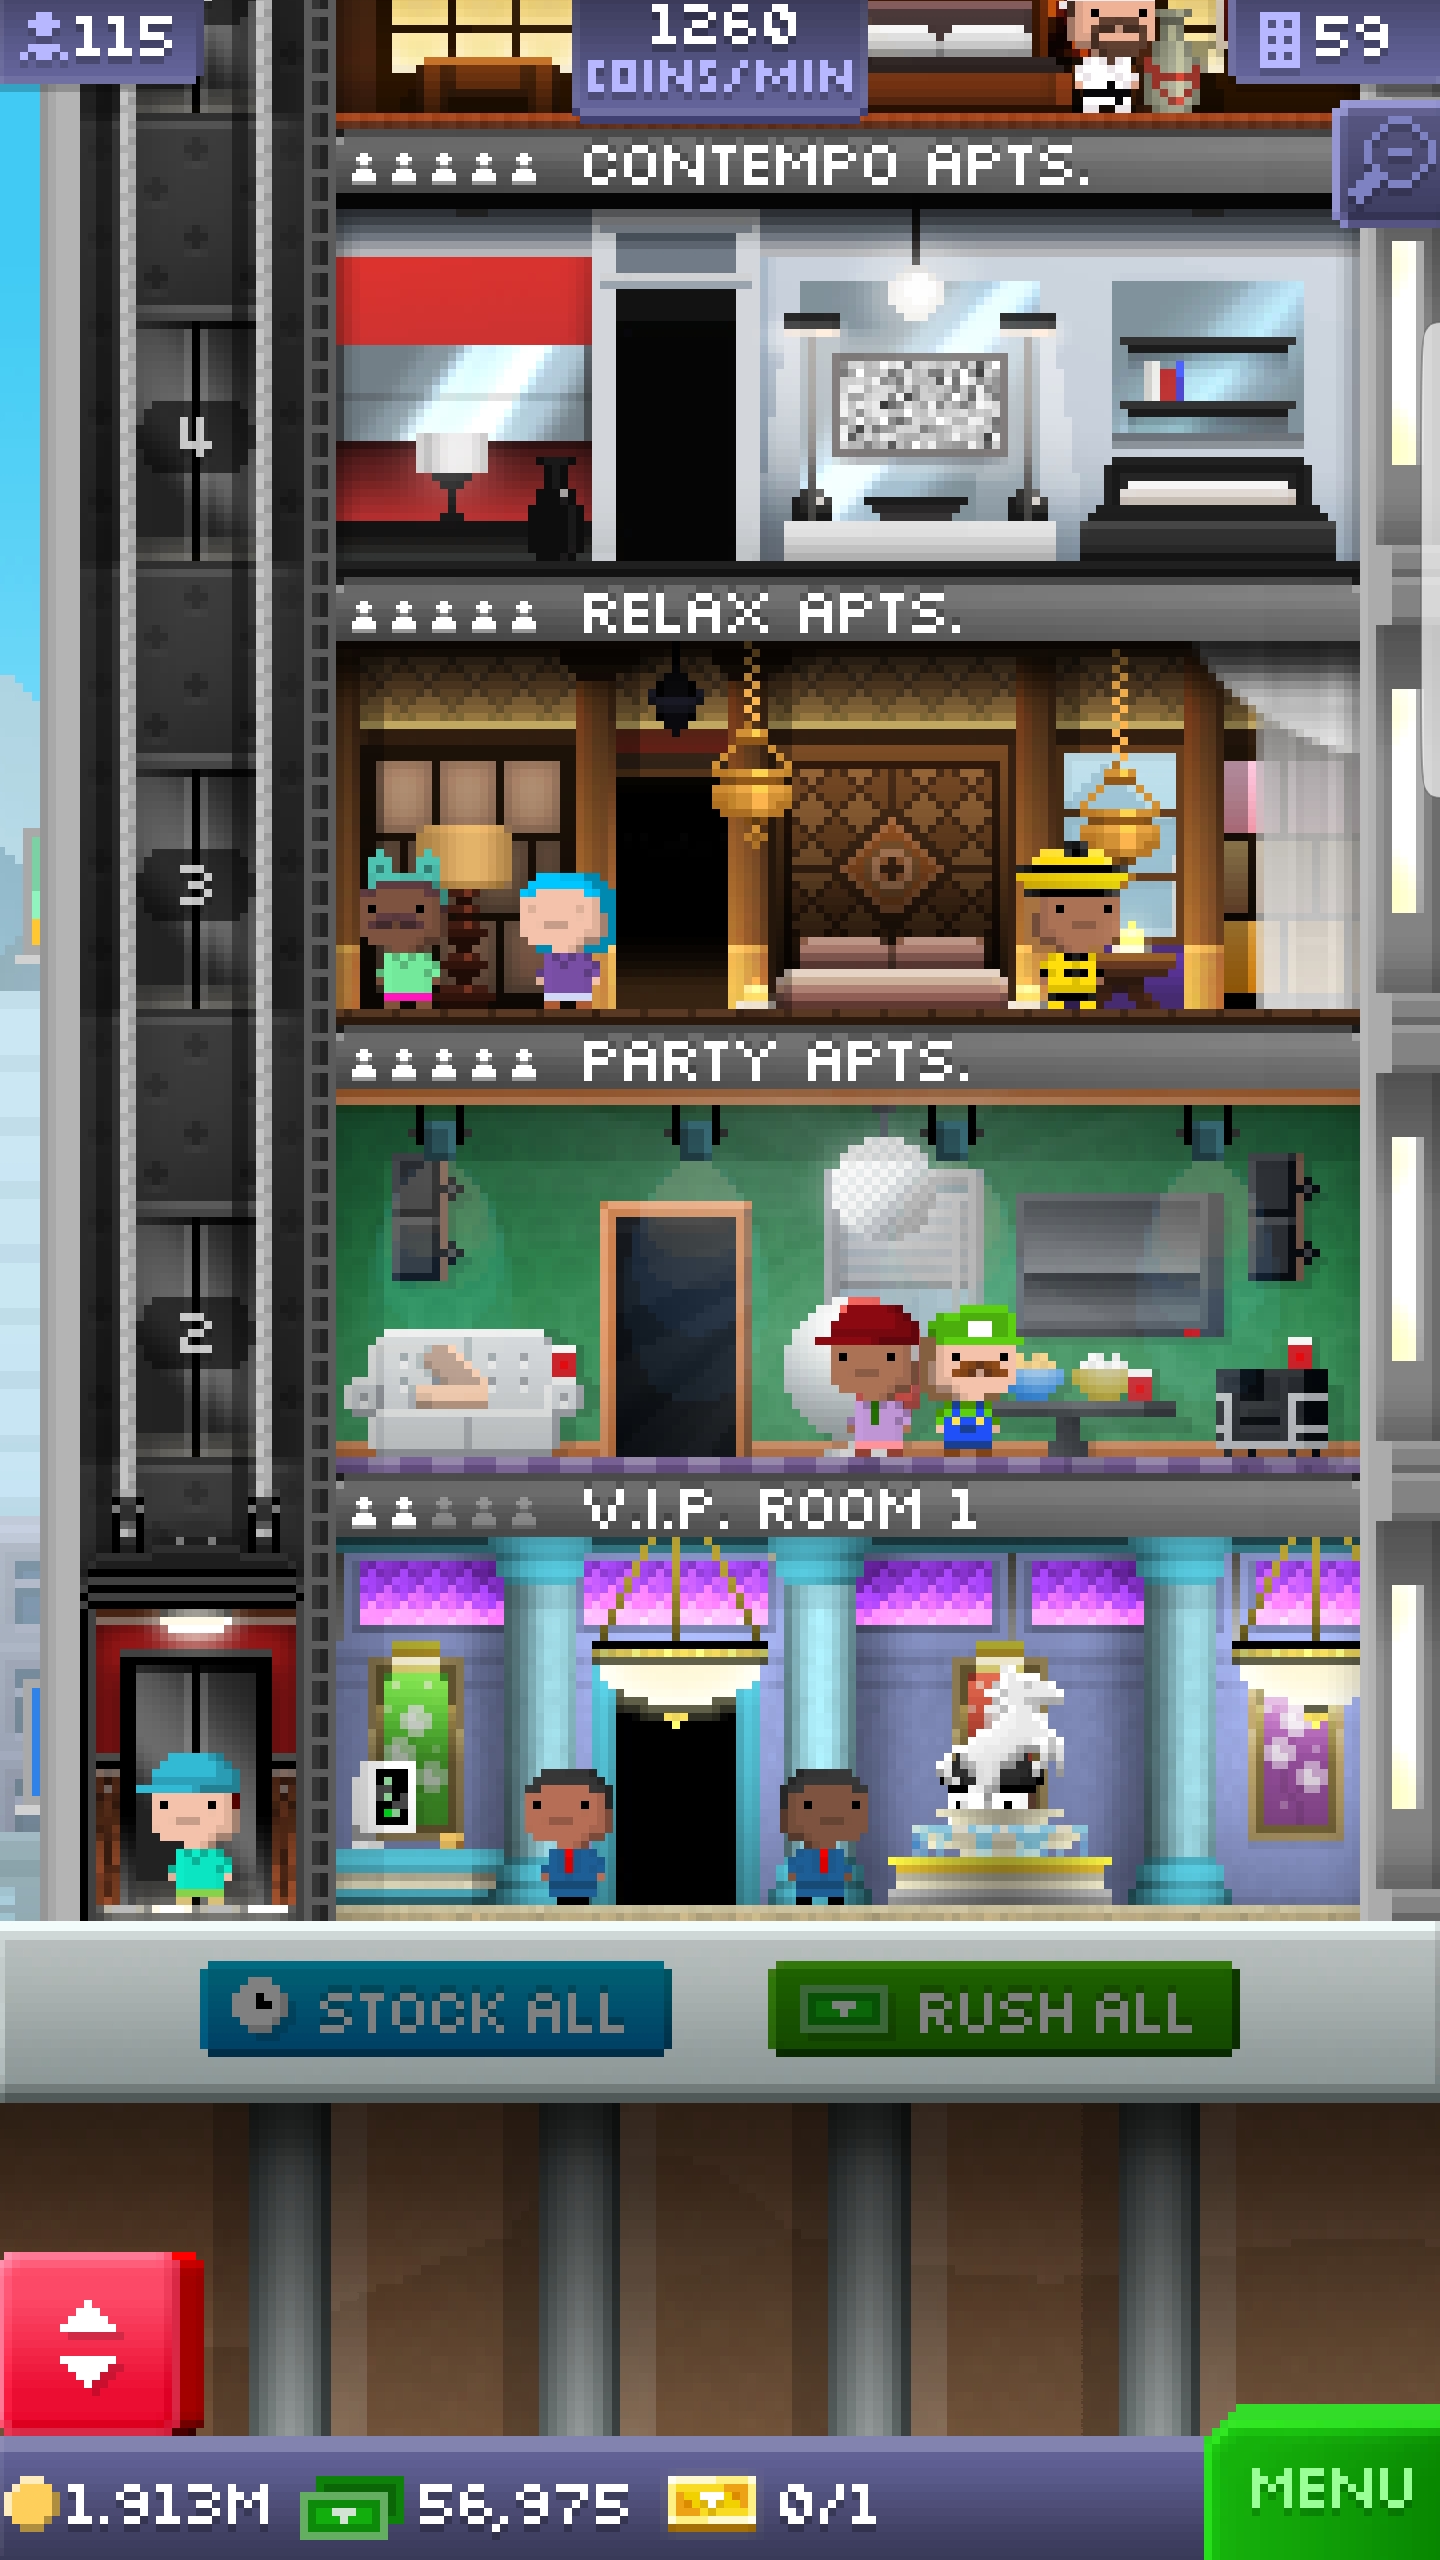 115
1260
COINS/MIN
59
CONTEMPO APTS.
4
RELAX APTS.
3
PARTY APTS.
2
V.I.P. ROOM 1
STOCK ALL
RUSH ALL
1.913M
56,975
0/1
MENU